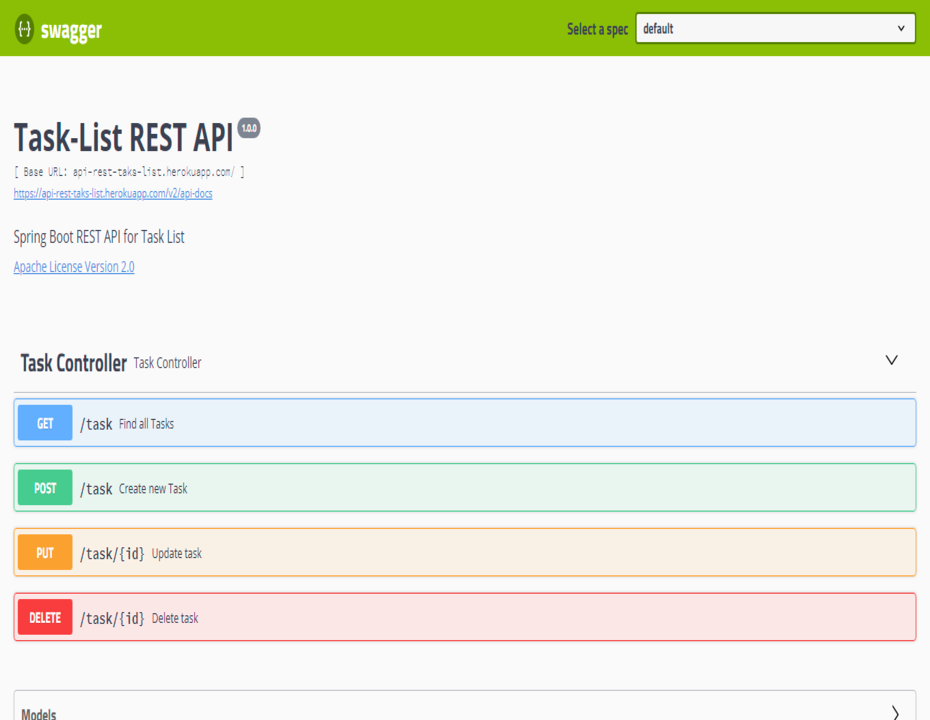 swagger
Select a spec default
Task-List REST API 1.0.0
[ Base URL: api-rest-taks-list.herokuapp.com/ ]
https://api-rest-taks-list.herokuapp.com/v2/api-docs
Spring Boot REST API for Task List
Apache License Version 2.0
Task Controller Task Controller
GET /task Find all Tasks
POST /task Create new Task
PUT /task/{id} Update task
DELETE /task/{id} Delete task
Models